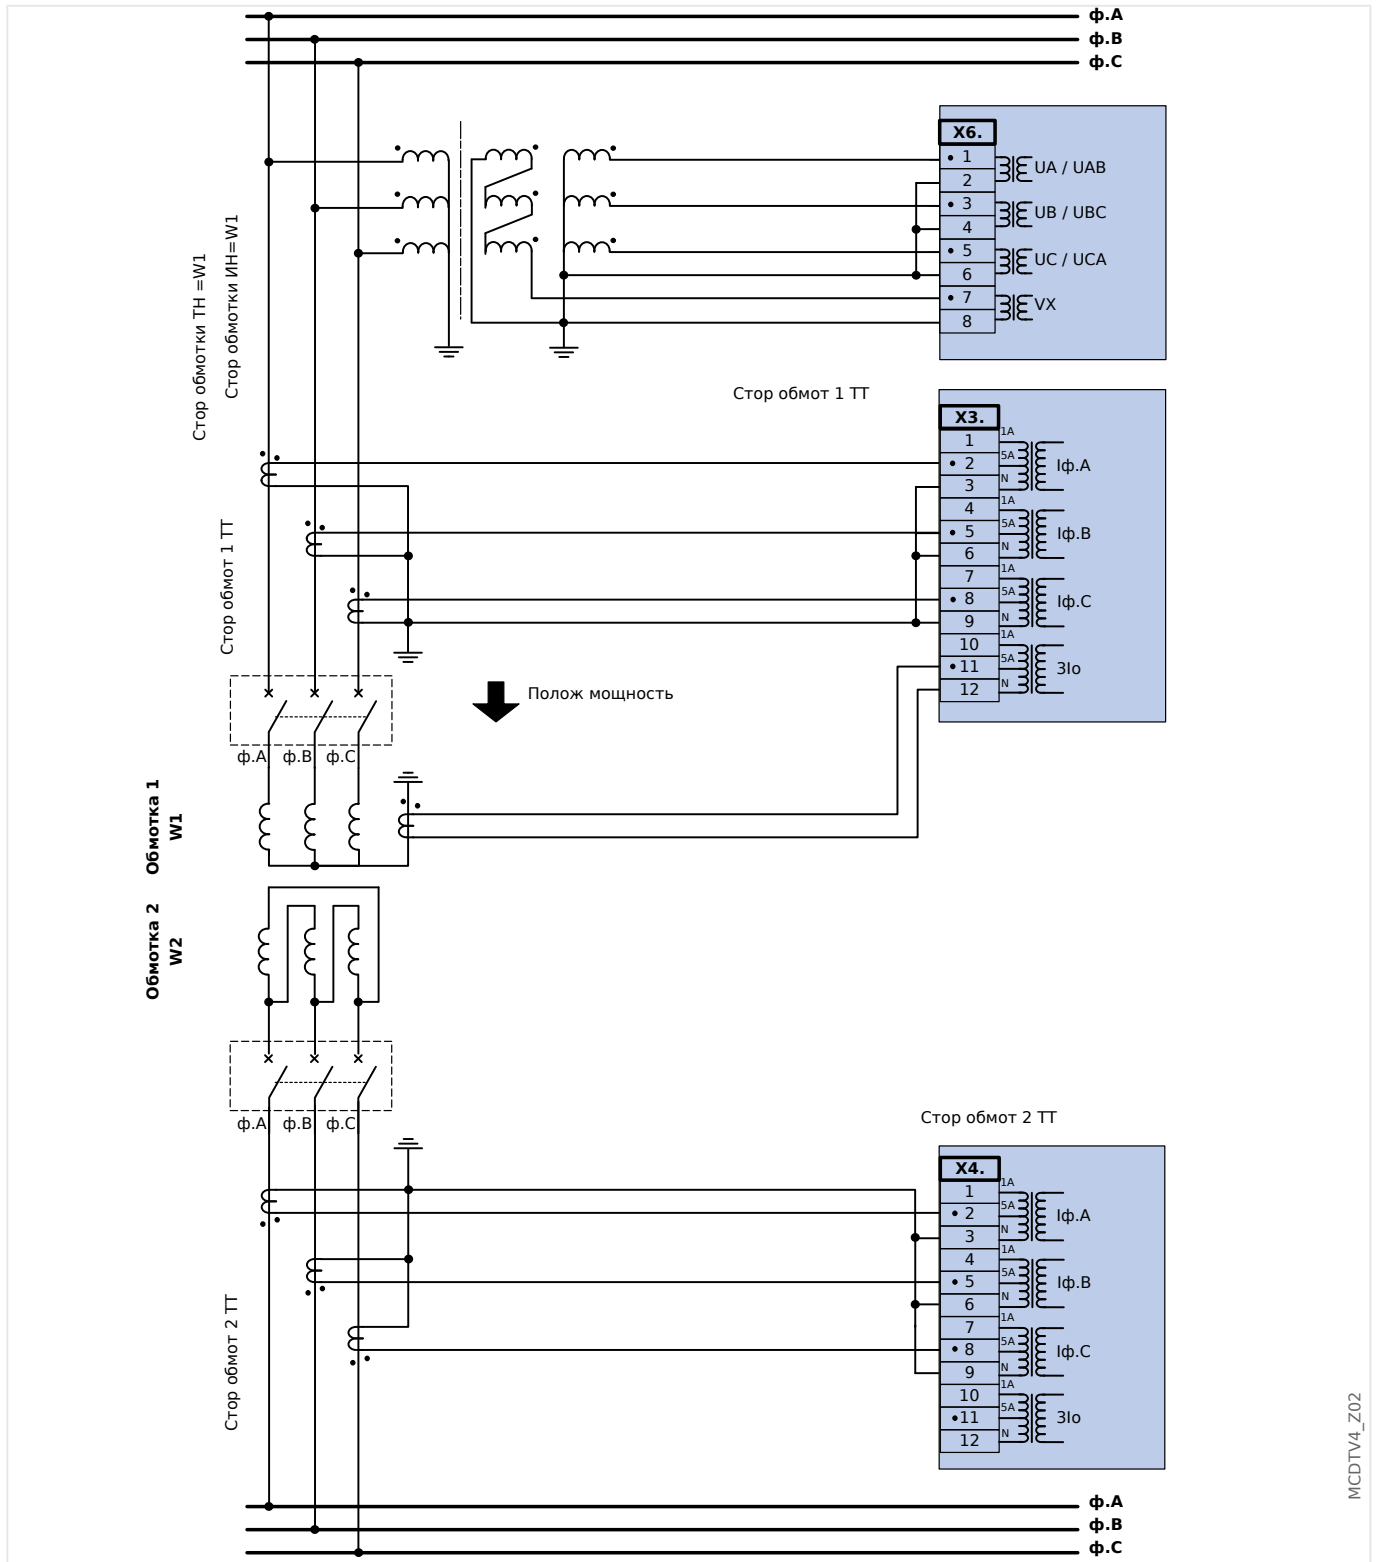 ф.A
ф.B
ф.C
X6.
1
2
3
4
5
6
7
8
UA / UAB
UB / UBC
UC / UCA
VX
Стор обмотки ТН =W1
Стор обмотки ИН=W1
Стор обмот 1 ТТ
X3.
1
2
3
4
5
6
7
8
9
10
11
12
1A
5A
N
Iф.A
1A
5A
N
Iф.B
1A
5A
N
Iф.C
1A
5A
N
3Io
Стор обмот 1 ТТ
Полож мощность
ф.A
ф.B
ф.C
Обмотка 1
W1
Обмотка 2
W2
ф.A
ф.B
ф.C
Стор обмот 2 ТТ
X4.
1
2
3
4
5
6
7
8
9
10
11
12
1A
5A
N
Iф.A
1A
5A
N
Iф.B
1A
5A
N
Iф.C
1A
5A
N
3Io
Стор обмот 2 ТТ
MCDTV4_Z02
ф.A
ф.B
ф.C